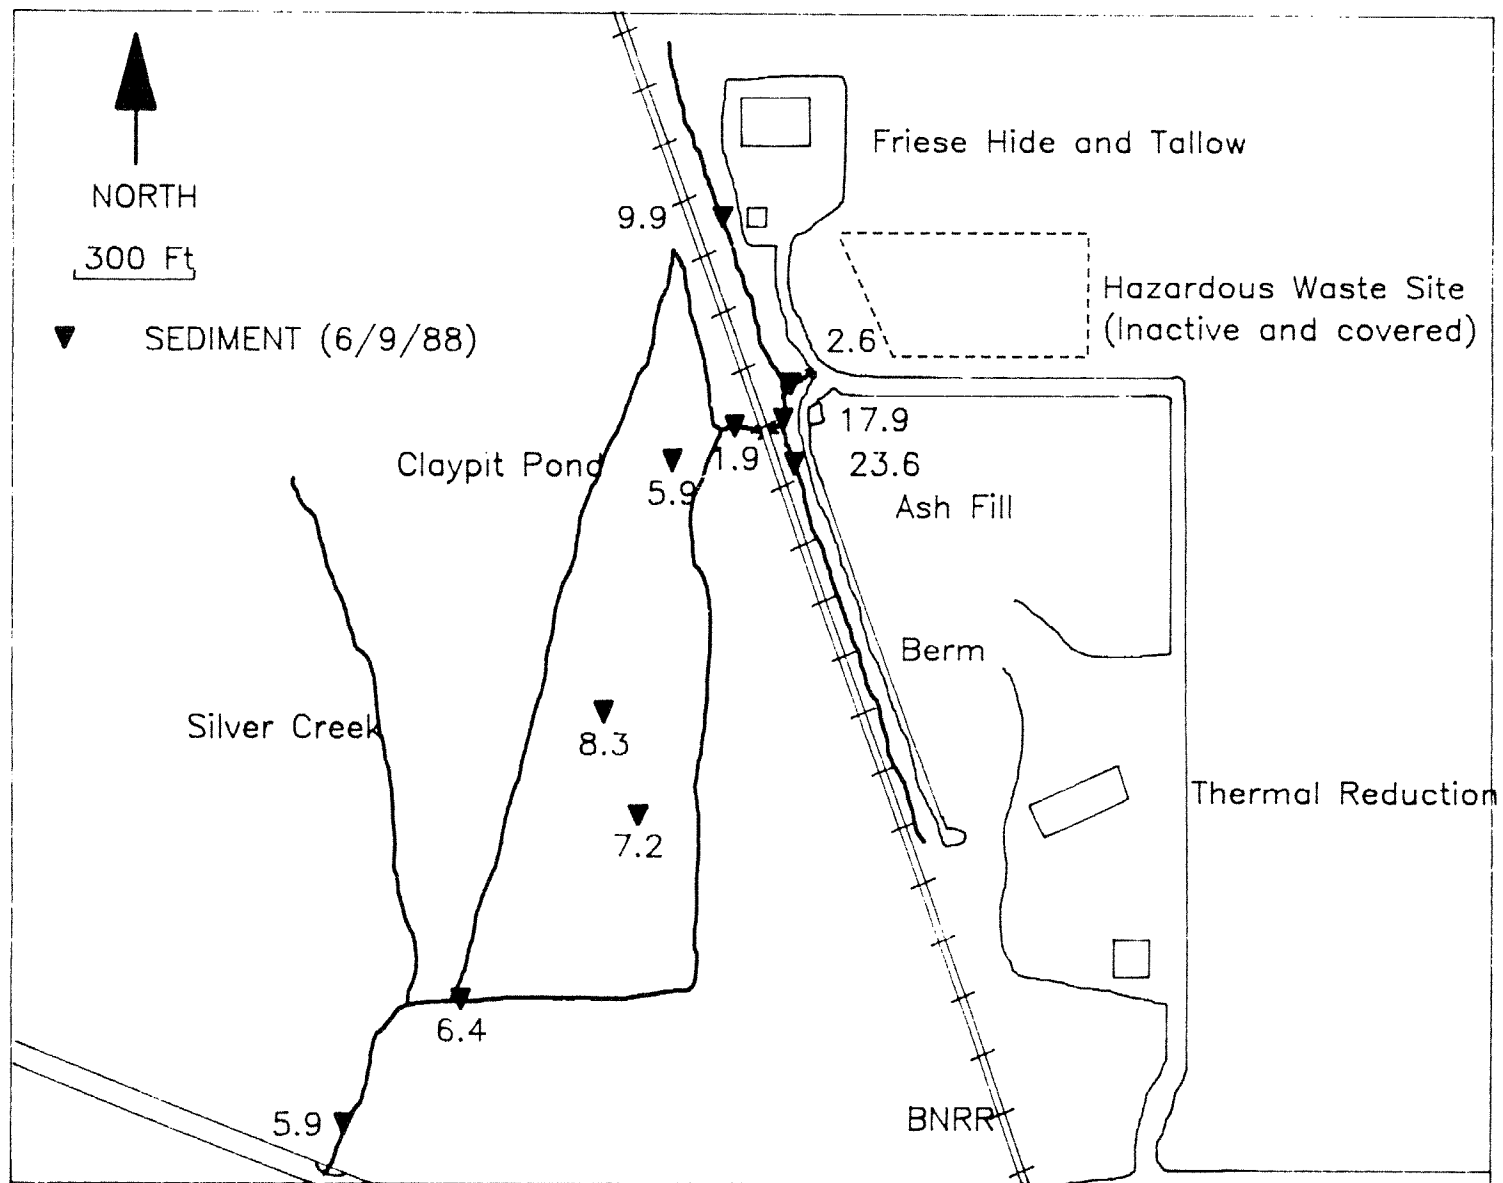 Friese Hide and Tallow
NORTH
9.9
300 Ft
Hazardous Waste Site
(Inactive and covered)
SEDIMENT (6/9/88)
2.6
17.9
Claypit Pond
1.9
23.6
5.9
Ash Fill
Berm
Silver Creek
8.3
Thermal Reduction
7.2
6.4
BNRR
5.9